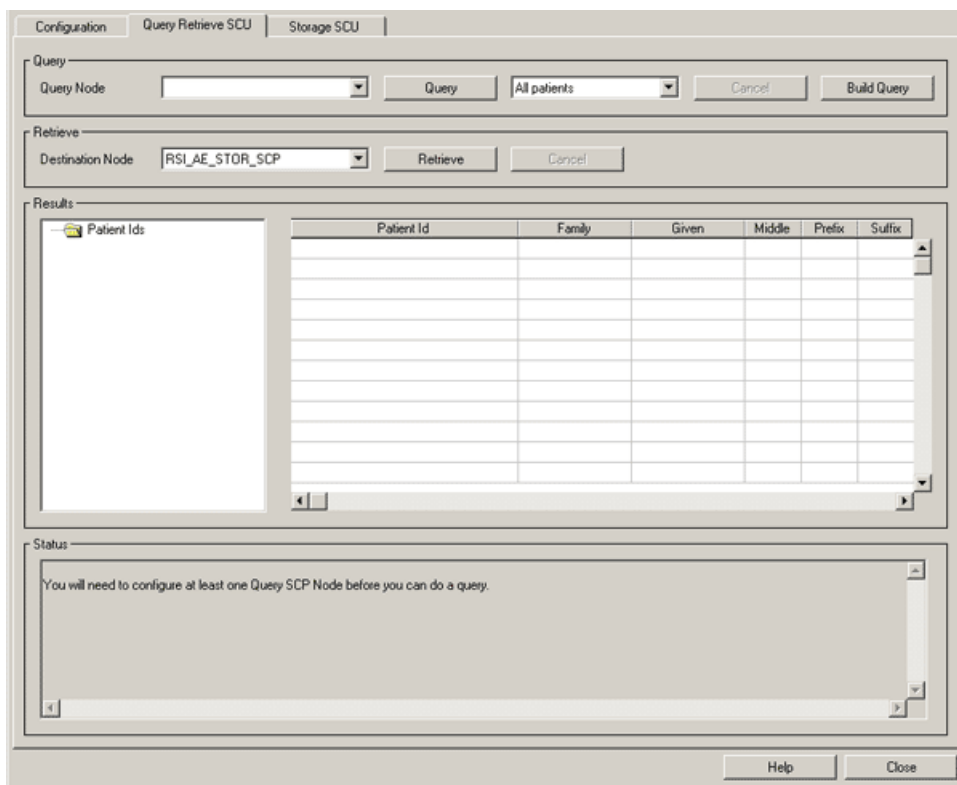 Configuration Query Retrieve SCU Storage SCU
Query
Query Node Query All patients Cancel Build Query
Retrieve
Destination Node RSI_AE_STOR_SCP Retrieve Cancel
Results
Patient Ids Patient Id Family Given Middle Prefix Suffix
Status
You will need to configure at least one Query SCP Node before you can do a query.
Help Close